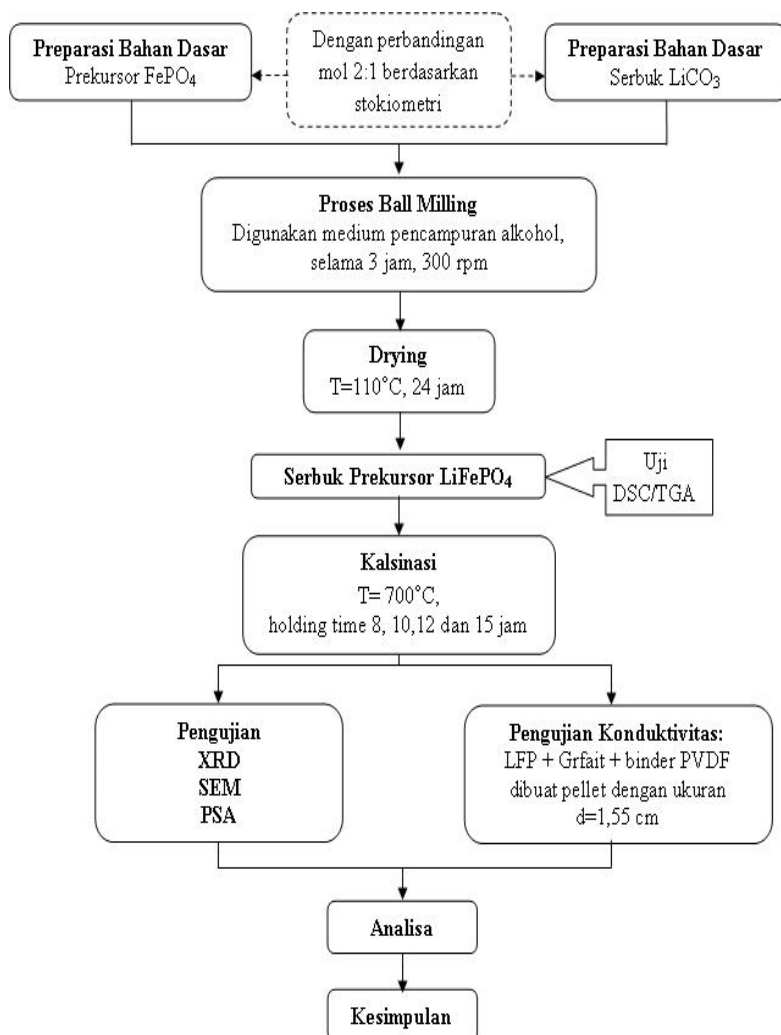 Preparasi Bahan Dasar
Prekursor FePO₄
Dengan perbandingan
mol 2:1 berdasarkan
stokiometri
Preparasi Bahan Dasar
Serbuk LiCO₃
Proses Ball Milling
Digunakan medium pencampuran alkohol,
selama 3 jam, 300 rpm
Drying
T=110°C, 24 jam
Serbuk Prekursor LiFePO₄
Uji
DSC/TGA
Kalsinasi
T= 700°C,
holding time 8, 10,12 dan 15 jam
Pengujian
XRD
SEM
PSA
Pengujian Konduktivitas:
LFP + Grfait + binder PVDF
dibuat pellet dengan ukuran
d=1,55 cm
Analisa
Kesimpulan